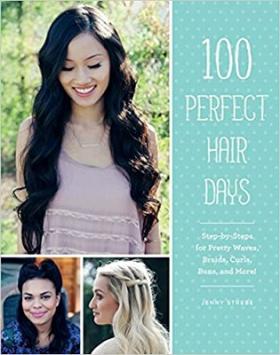 100
PERFECT
HAIR
DAYS
Step-by-Steps
for Pretty Waves,
Braids, Curls,
Buns, and More!
JENNY STREBE